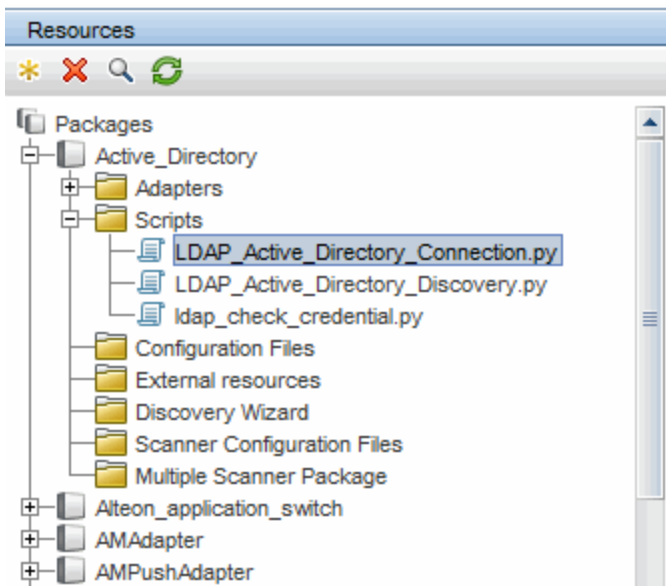 Resources
Packages
Active_Directory
Adapters
Scripts
LDAP_Active_Directory_Connection.py
LDAP_Active_Directory_Discovery.py
ldap_check_credential.py
Configuration Files
External resources
Discovery Wizard
Scanner Configuration Files
Multiple Scanner Package
Alteon_application_switch
AMAdapter
AMPushAdapter